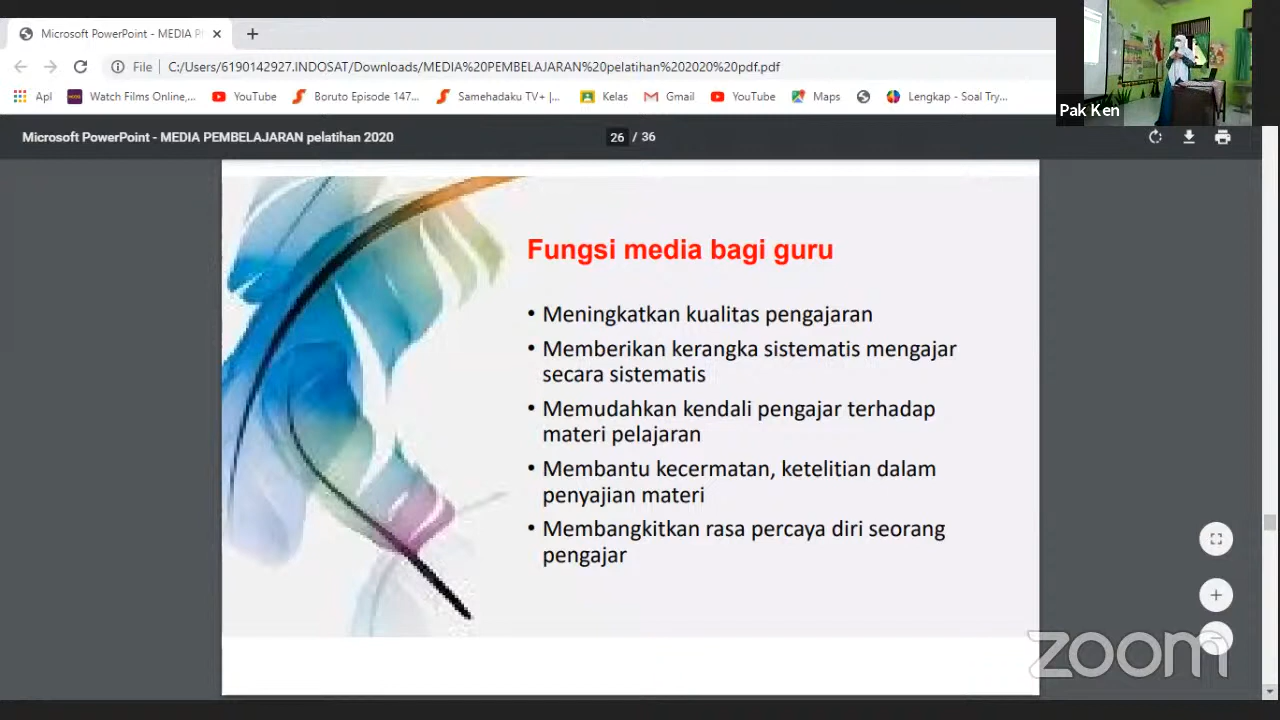 Microsoft PowerPoint - MEDIA P
File
C:/Users/6190142927.INDOSAT/Downloads/MEDIA%20PEMBELAJARAN%20pelatihan%202020%20pdf.pdf
Apl
Watch Films Online,...
YouTube
Boruto Episode 147...
Samehadaku TV+ |...
Kelas
Gmail
YouTube
Maps
Lengkap - Soal Try...
Pak Ken
Microsoft PowerPoint - MEDIA PEMBELAJARAN pelatihan 2020
26 / 36
Fungsi media bagi guru
• Meningkatkan kualitas pengajaran
• Memberikan kerangka sistematis mengajar
secara sistematis
• Memudahkan kendali pengajar terhadap
materi pelajaran
• Membantu kecermatan, ketelitian dalam
penyajian materi
• Membangkitkan rasa percaya diri seorang
pengajar
zoom